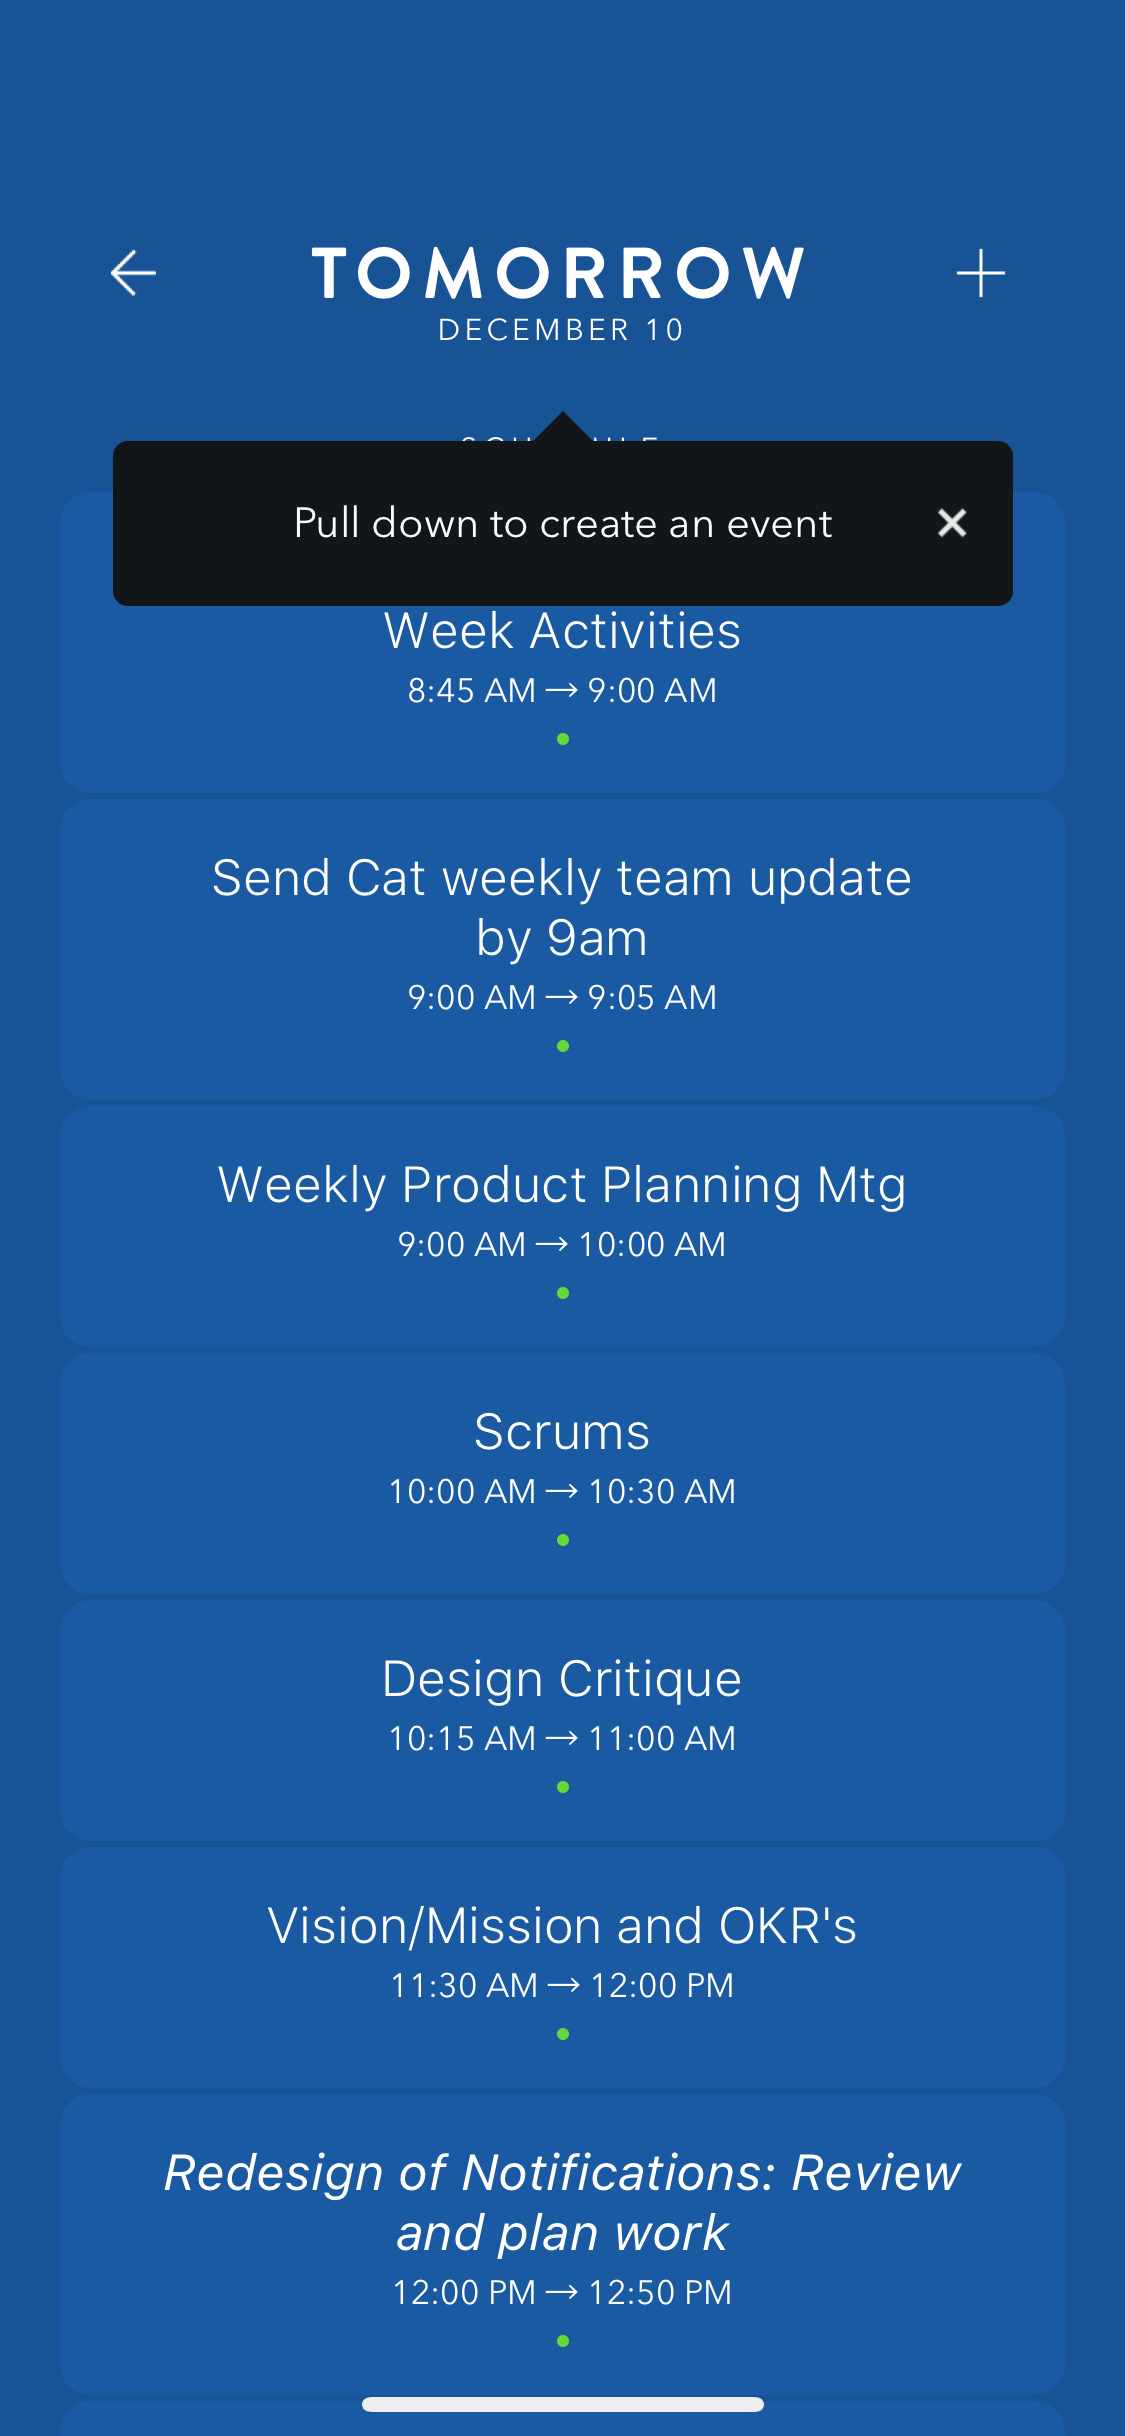 TOMORROW
DECEMBER 10
Pull down to create an event
Week Activities
8:45 AM → 9:00 AM
Send Cat weekly team update
by 9am
9:00 AM → 9:05 AM
Weekly Product Planning Mtg
9:00 AM → 10:00 AM
Scrums
10:00 AM → 10:30 AM
Design Critique
10:15 AM → 11:00 AM
Vision/Mission and OKR's
11:30 AM → 12:00 PM
Redesign of Notifications: Review
and plan work
12:00 PM → 12:50 PM